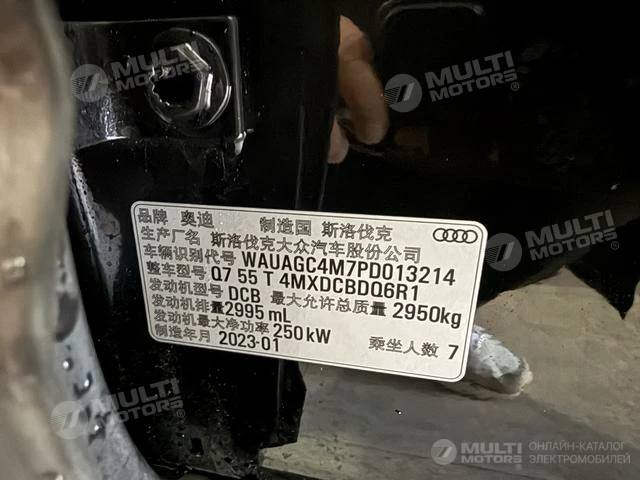 MULTI MOTORS
MULTI MOTORS
品牌 奥迪 制造国 斯洛伐克
生产厂名 斯洛伐克大众汽车股份公司
车辆识别代号 WAUAGC4M7PD013214
整车型号 Q7 55 T 4MXDCBDQ6R1
发动机型号 DCB 最大允许总质量 2950kg
发动机排量 2995 mL
发动机最大净功率 250 kW
制造年月 2023-01 乘坐人数 7
MULTI MOTORS
MULTI MOTORS
ОНЛАЙН-КАТАЛОГ
ЭЛЕКТРОМОБИЛЕЙ